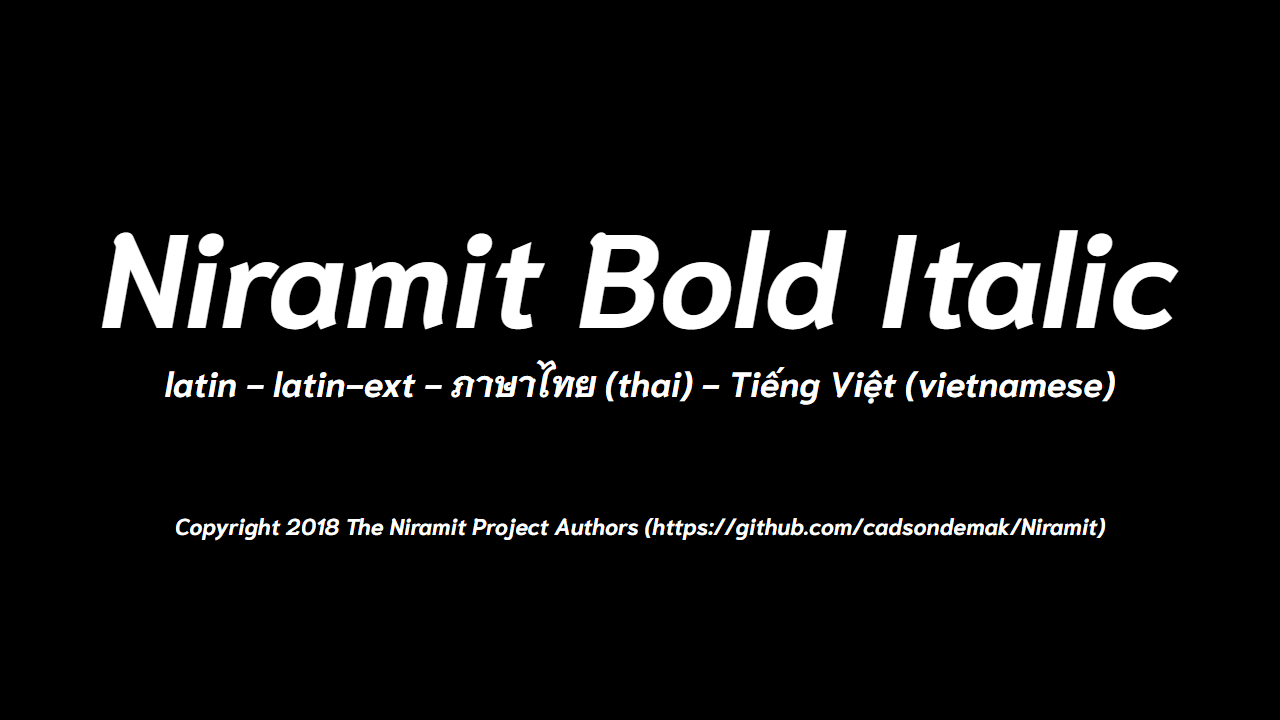 Niramit Bold Italic
latin - latin-ext - ภาษาไทย (thai) - Tiếng Việt (vietnamese)
Copyright 2018 The Niramit Project Authors (https://github.com/cadsondemak/Niramit)